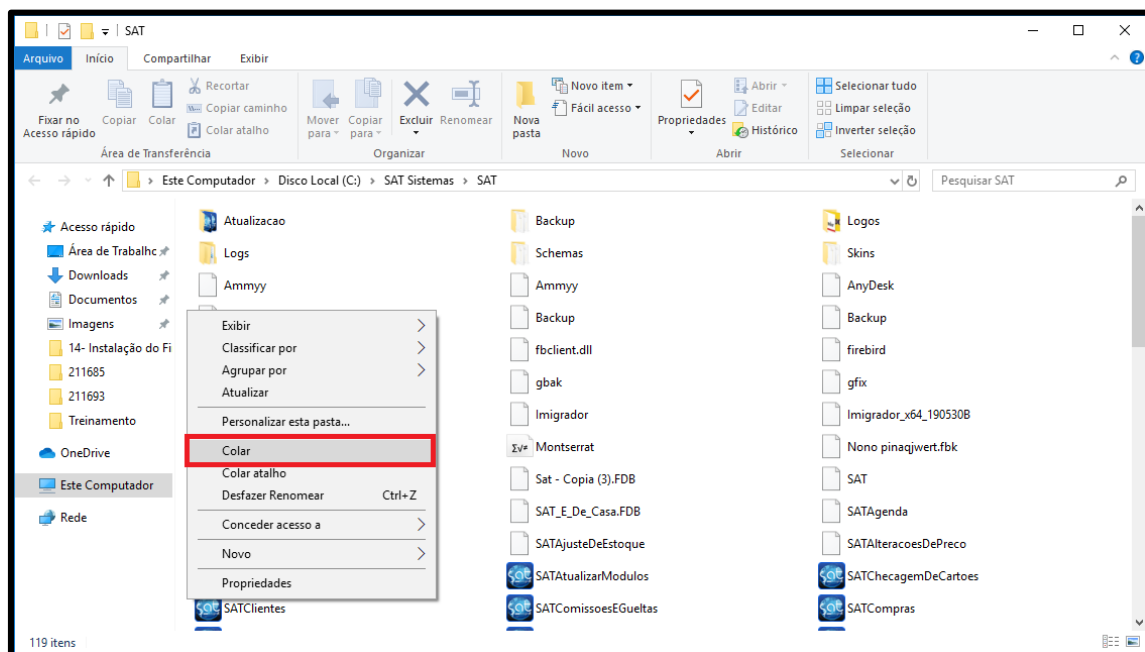 SAT
Arquivo Início Compartilhar Exibir
Fixar no Acesso rápido
Copiar
Colar
Recortar
Copiar caminho
Colar atalho
Área de Transferência
Mover para
Copiar para
Excluir
Renomear
Organizar
Nova pasta
Novo item
Fácil acesso
Novo
Propriedades
Abrir
Editar
Histórico
Abrir
Selecionar tudo
Limpar seleção
Inverter seleção
Selecionar
Este Computador > Disco Local (C:) > SAT Sistemas > SAT
Pesquisar SAT
Acesso rápido
Área de Trabalhc
Downloads
Documentos
Imagens
14- Instalação do Fi
211685
211693
Treinamento
OneDrive
Este Computador
Rede
Atualizacao Backup Logos
Logs Schemas Skins
Ammyy Ammyy AnyDesk
Backup Backup
fbclient.dll firebird
gbak gfix
Imigrador Imigrador_x64_190530B
Montserrat Nono pinaqjwert.fbk
Sat - Copia (3).FDB SAT
SAT_E_De_Casa.FDB SATAgenda
SATAjusteDeEstoque SATAlteracoesDePreco
SATAtualizarModulos SATChecagemDeCartoes
SATClientes SATComissoesEGueltas SATCompras
Exibir
Classificar por
Agrupar por
Atualizar
Personalizar esta pasta...
Colar
Colar atalho
Desfazer Renomear Ctrl+Z
Conceder acesso a
Novo
Propriedades
119 itens